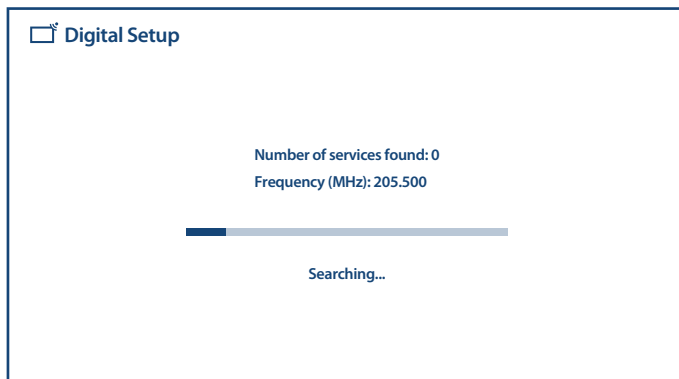 Digital Setup
Number of services found: 0
Frequency (MHz): 205.500
Searching...